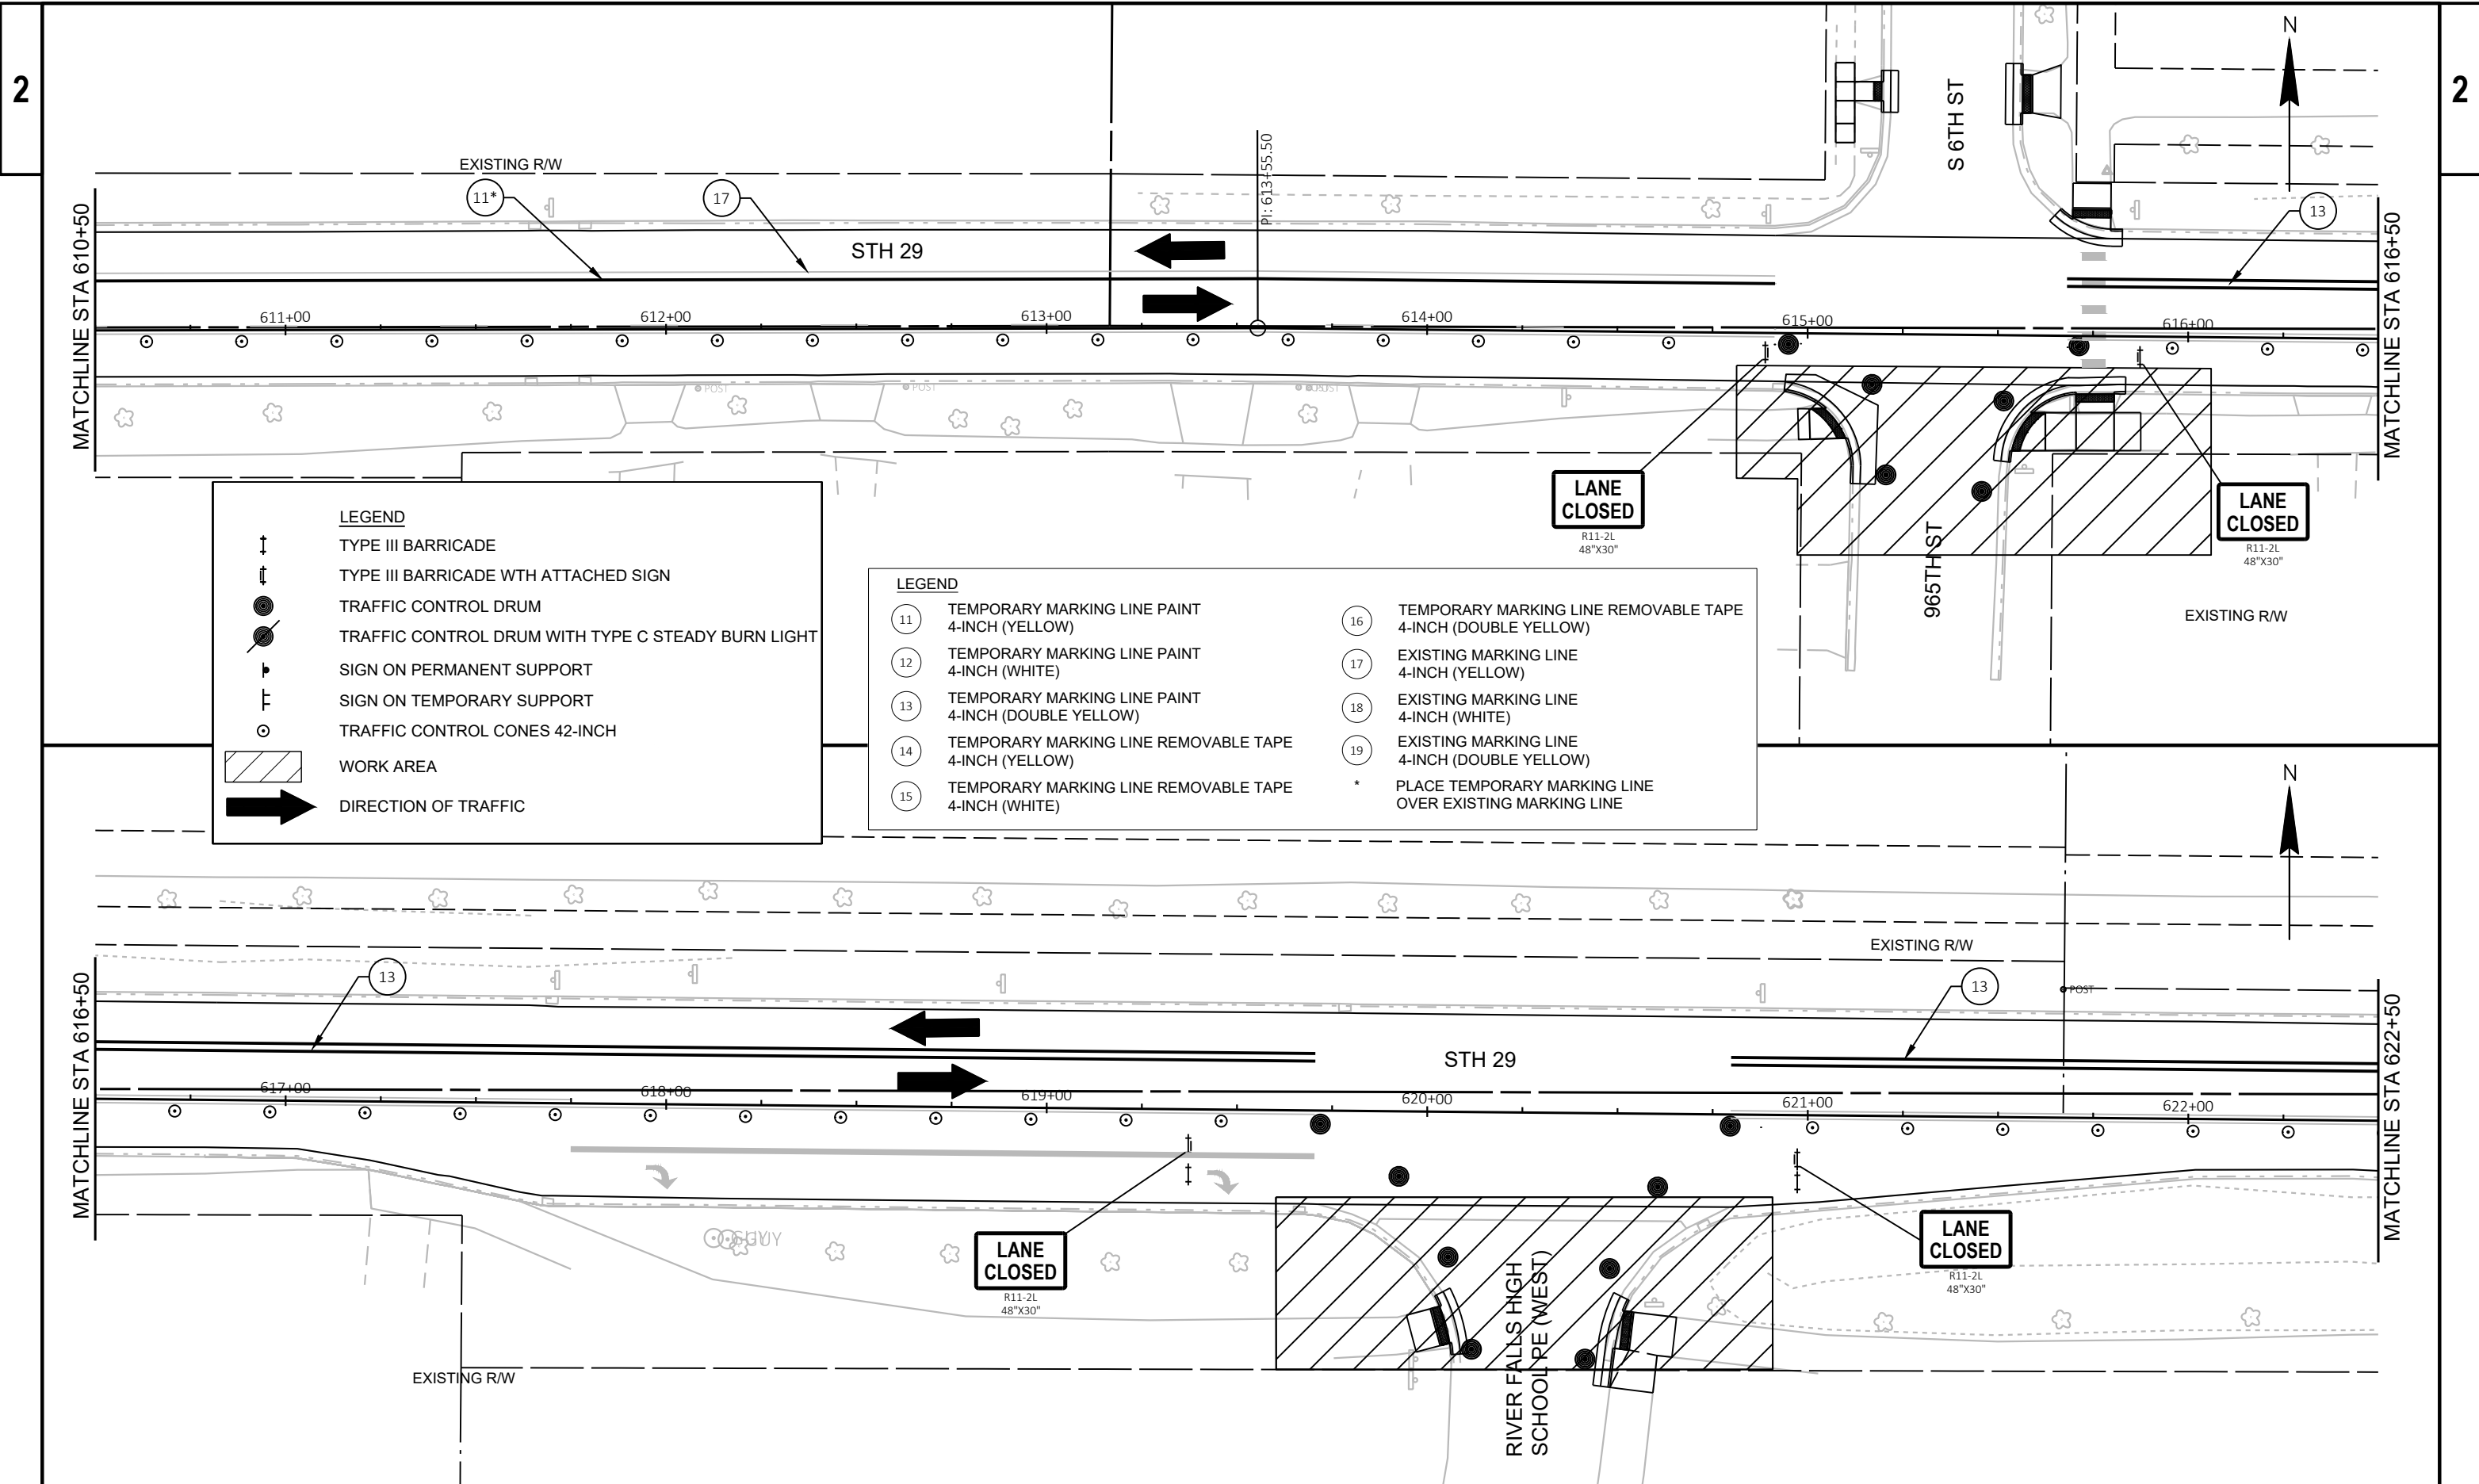 2
2
N
S 6TH ST
PI: 613+55.50
EXISTING R/W
11*
17
13
STH 29
MATCHLINE STA 610+50
MATCHLINE STA 616+50
611+00
612+00
613+00
614+00
615+00
616+00
POST
POST
LANE
CLOSED
R11-2L
48"X30"
LANE
CLOSED
R11-2L
48"X30"
965TH ST
EXISTING R/W
LEGEND
TYPE III BARRICADE
TYPE III BARRICADE WTH ATTACHED SIGN
TRAFFIC CONTROL DRUM
TRAFFIC CONTROL DRUM WITH TYPE C STEADY BURN LIGHT
SIGN ON PERMANENT SUPPORT
SIGN ON TEMPORARY SUPPORT
TRAFFIC CONTROL CONES 42-INCH
WORK AREA
DIRECTION OF TRAFFIC
LEGEND
11 TEMPORARY MARKING LINE PAINT
4-INCH (YELLOW)
12 TEMPORARY MARKING LINE PAINT
4-INCH (WHITE)
13 TEMPORARY MARKING LINE PAINT
4-INCH (DOUBLE YELLOW)
14 TEMPORARY MARKING LINE REMOVABLE TAPE
4-INCH (YELLOW)
15 TEMPORARY MARKING LINE REMOVABLE TAPE
4-INCH (WHITE)
16 TEMPORARY MARKING LINE REMOVABLE TAPE
4-INCH (DOUBLE YELLOW)
17 EXISTING MARKING LINE
4-INCH (YELLOW)
18 EXISTING MARKING LINE
4-INCH (WHITE)
19 EXISTING MARKING LINE
4-INCH (DOUBLE YELLOW)
* PLACE TEMPORARY MARKING LINE
OVER EXISTING MARKING LINE
N
EXISTING R/W
13
13
POST
STH 29
MATCHLINE STA 616+50
MATCHLINE STA 622+50
617+00
618+00
619+00
620+00
621+00
622+00
GUY
LANE
CLOSED
R11-2L
48"X30"
LANE
CLOSED
R11-2L
48"X30"
RIVER FALLS HIGH
SCHOOL PE (WEST)
EXISTING R/W